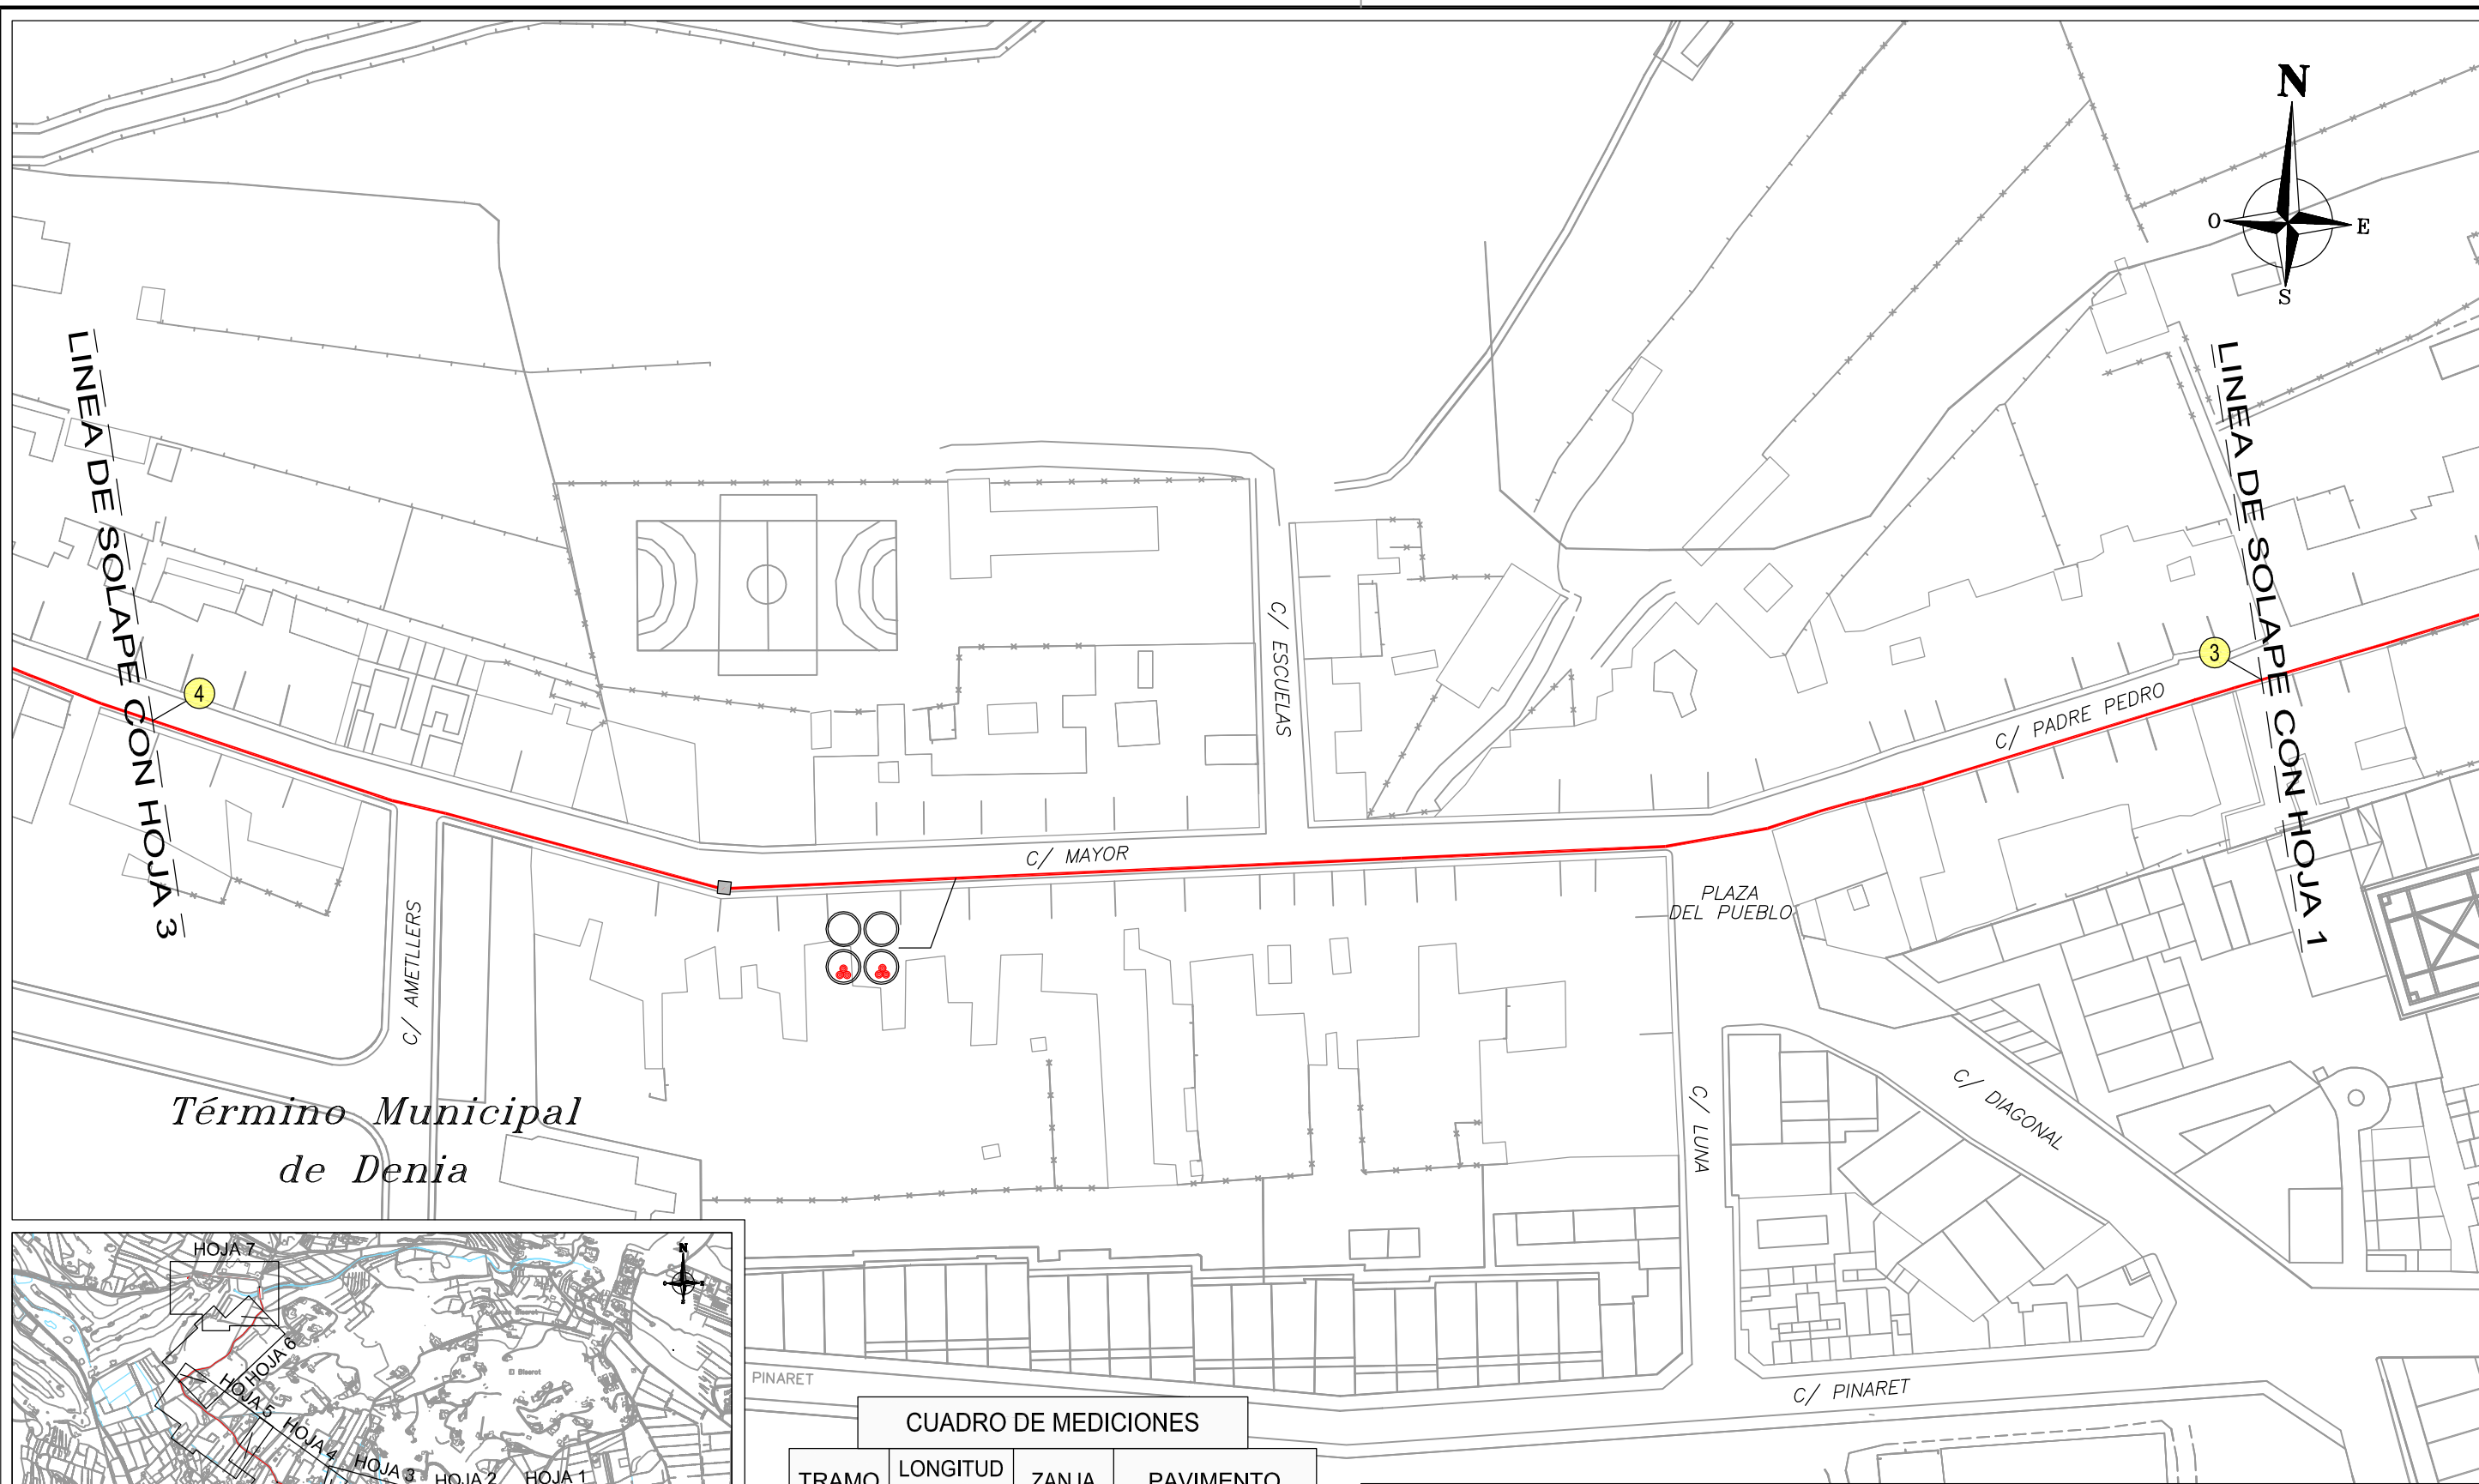 N
O
E
S
LINEA DE SOLAPE CON HOJA 3
LINEA DE SOLAPE CON HOJA 1
4
3
C/ ESCUELAS
C/ PADRE PEDRO
C/ MAYOR
PLAZA
DEL PUEBLO
C/ AMETLLERS
C/ LUNA
C/ DIAGONAL
Término Municipal
de Denia
HOJA 7
N
HOJA 6
HOJA 5
HOJA 4
HOJA 3
HOJA 2
HOJA 1
PINARET
C/ PINARET
CUADRO DE MEDICIONES
TRAMO
LONGITUD
ZANJA
PAVIMENTO